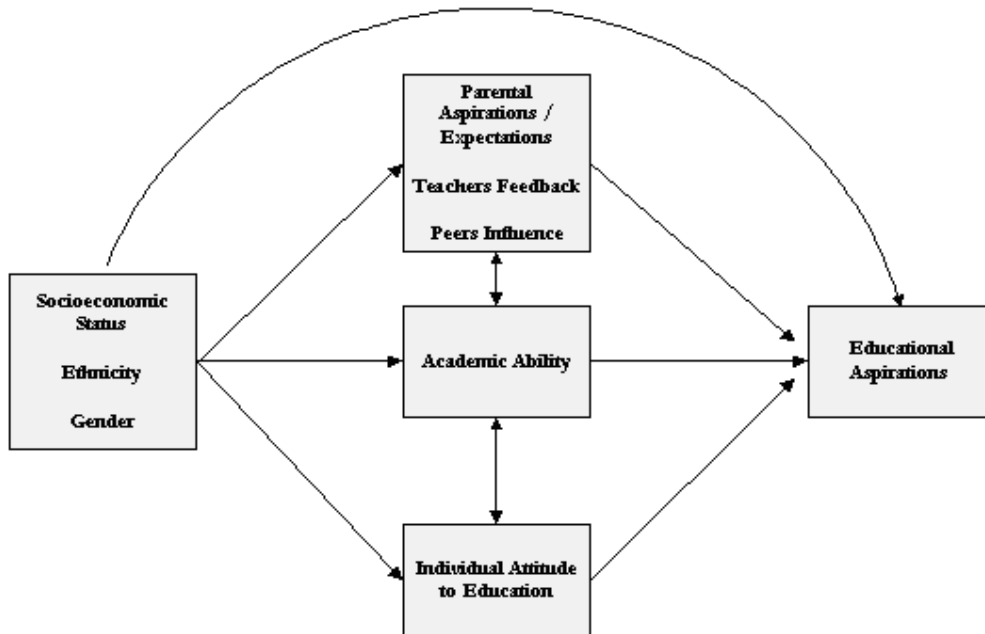 Parental
Aspirations /
Expectations
Teachers Feedback
Peers Influence
Socioeconomic
Status
Ethnicity
Gender
Academic Ability
Educational
Aspirations
Individual Attitude
to Education